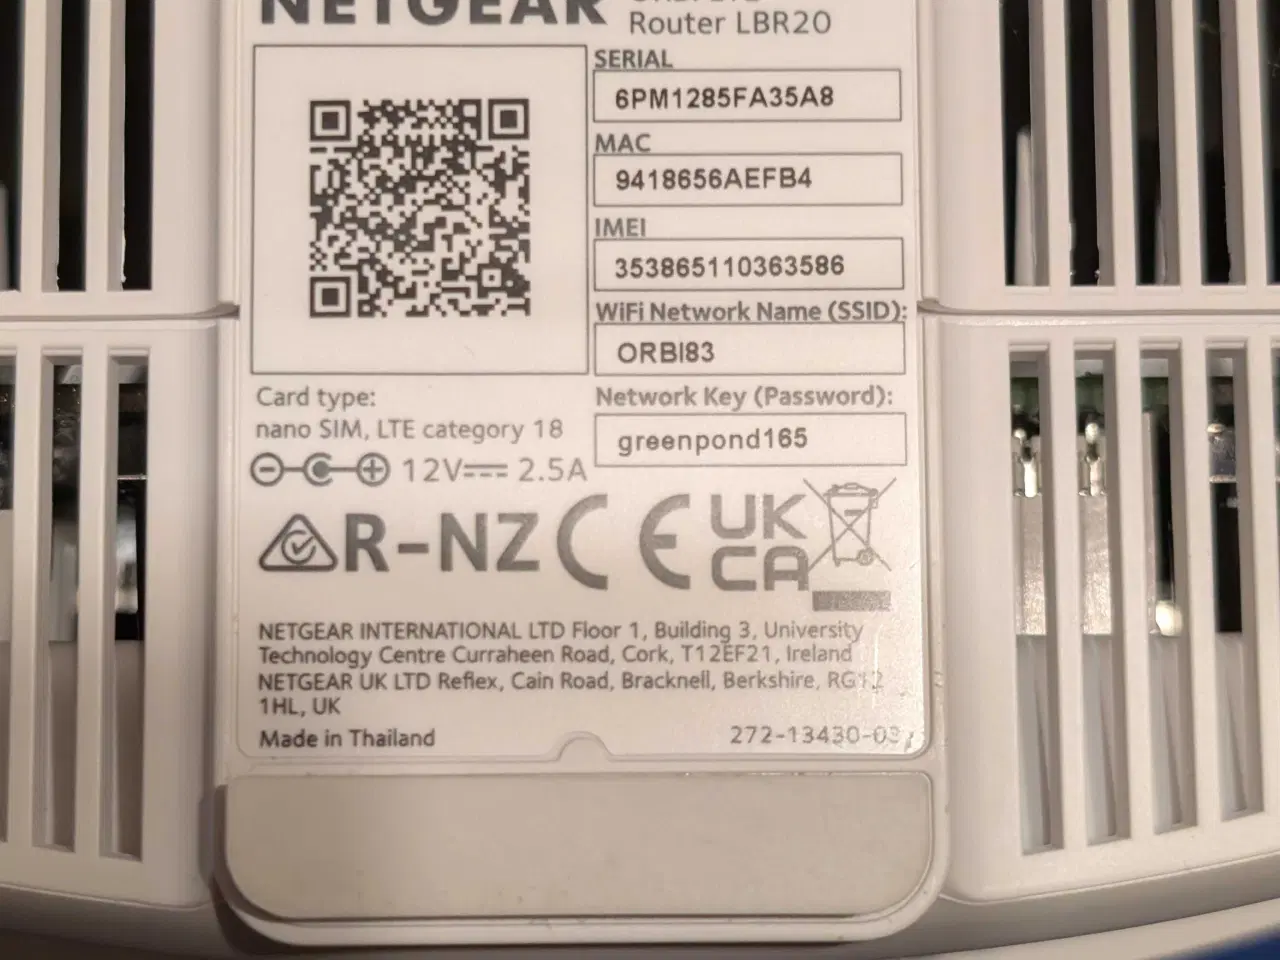 NETGEAR
Router LBR20
SERIAL
6PM1285FA35A8
MAC
9418656AEFB4
IMEI
353865110363586
WiFi Network Name (SSID):
ORBI83
Network Key (Password):
greenpond165
Card type:
nano SIM, LTE category 18
12V 2.5A
R-NZ CE UK
CA
NETGEAR INTERNATIONAL LTD Floor 1, Building 3, University
Technology Centre Curraheen Road, Cork, T12EF21, Ireland
NETGEAR UK LTD Reflex, Cain Road, Bracknell, Berkshire, RG12
1HL, UK
Made in Thailand
272-13430-03